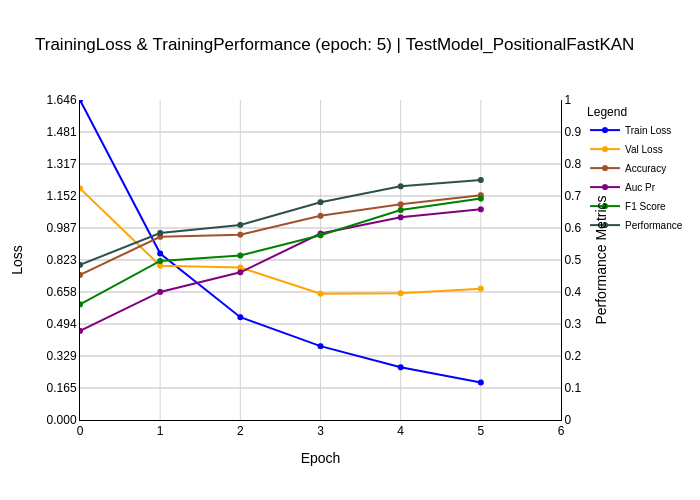 TrainingLoss & TrainingPerformance (epoch: 5) | TestModel_PositionalFastKAN
1.646
1.481
1.317
1.152
0.987
0.823
0.658
0.494
0.329
0.165
0.000
Loss
0
1
2
3
4
5
6
Epoch
1
0.9
0.8
0.7
0.6
0.5
0.4
0.3
0.2
0.1
0
Performance Metrics
Legend
Train Loss
Val Loss
Accuracy
Auc Pr
F1 Score
Performance